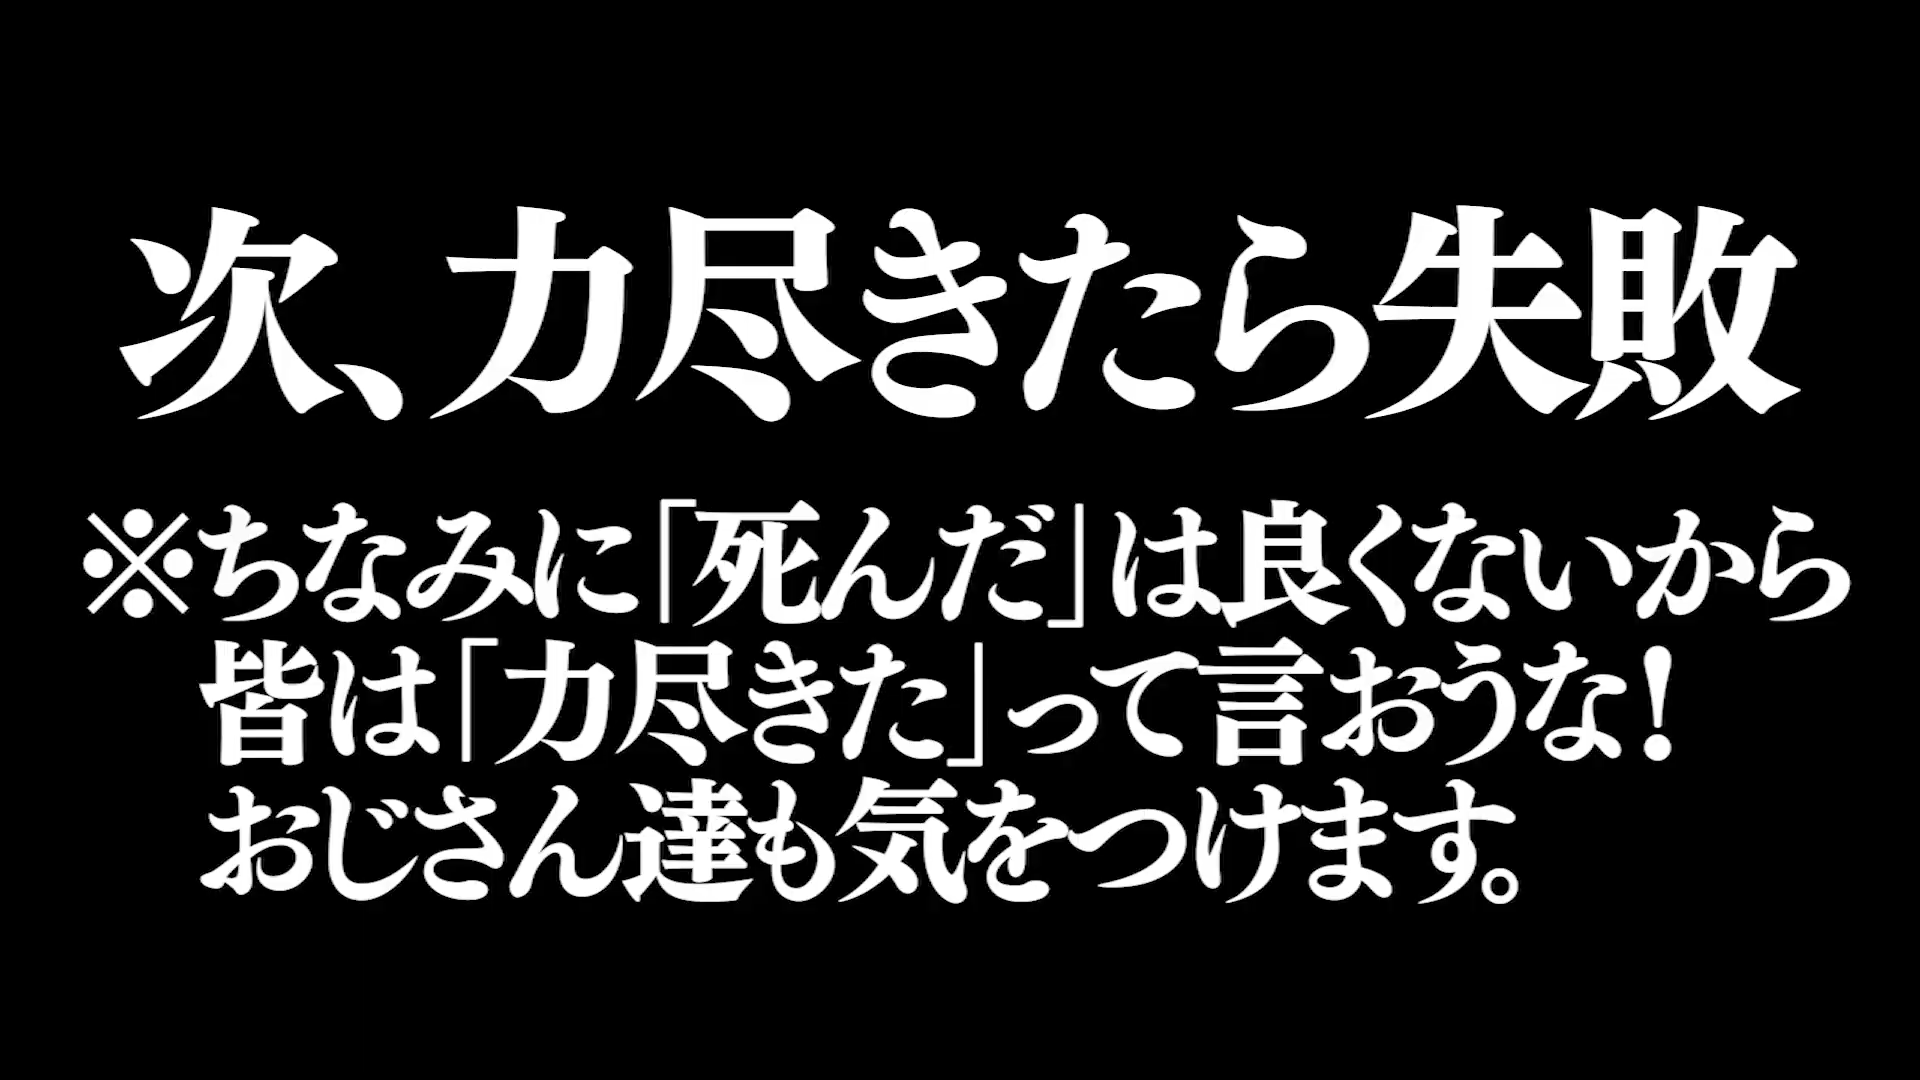 次、力尽きたら失敗
※ちなみに「死んだ」は良くないから
皆は「力尽きた」って言おうな!
おじさん達も気をつけます。